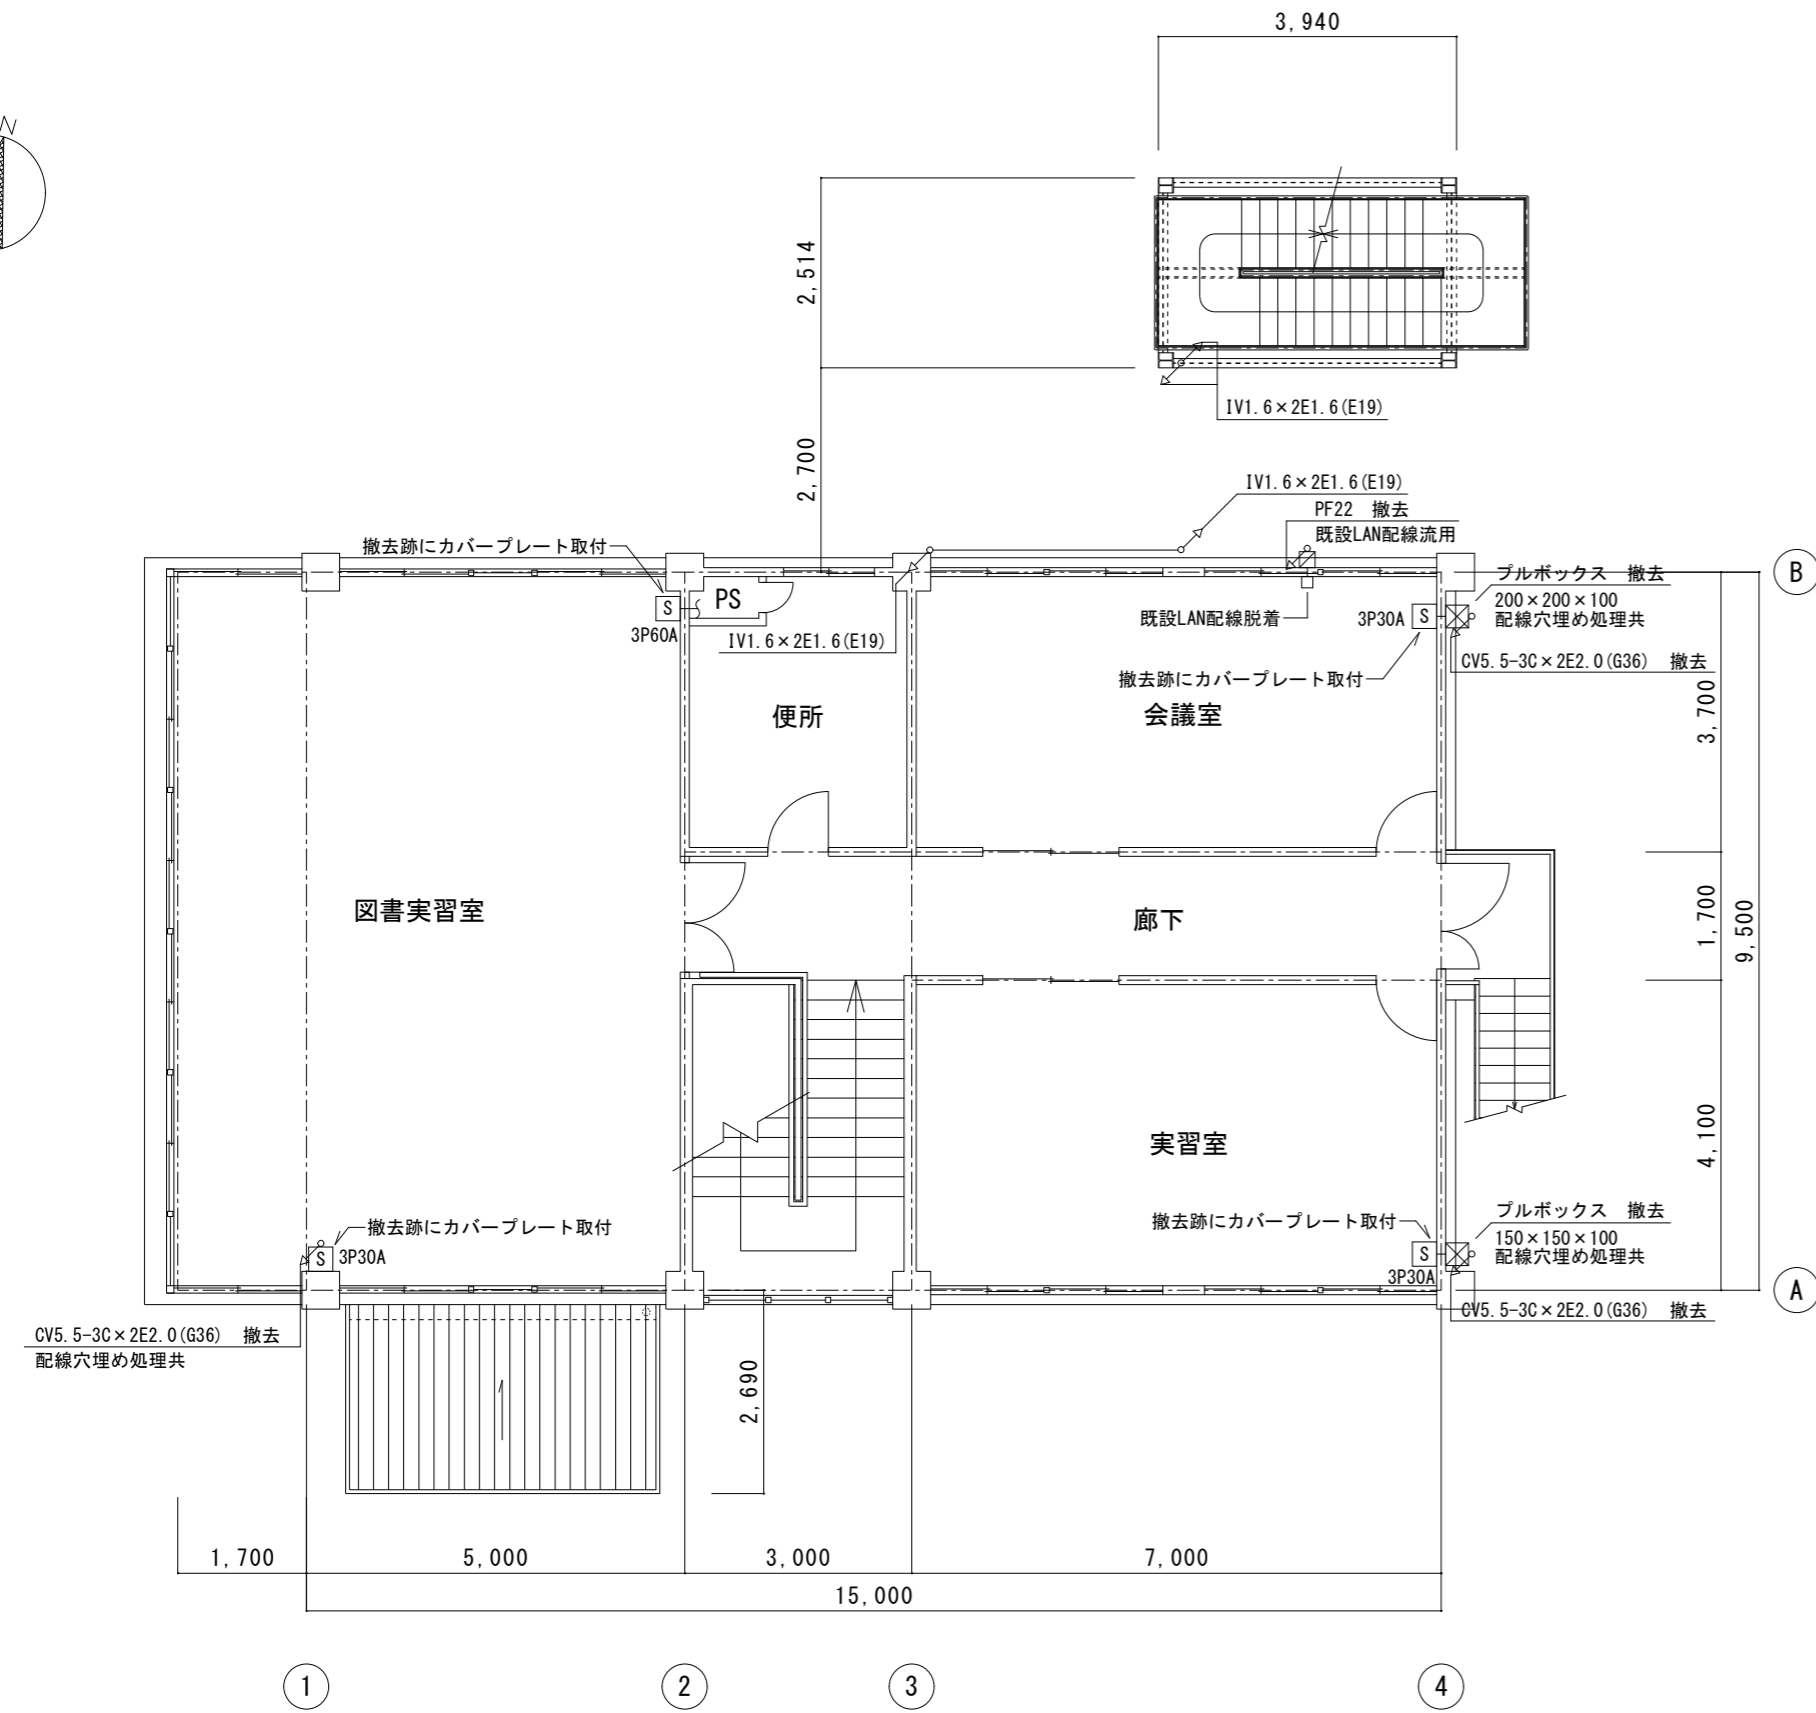 3,940
N
2,514
IV1.6×2E1.6(E19)
2,700
IV1.6×2E1.6(E19)
PF22 撤去
既設LAN配線流用
撤去跡にカバープレート取付
B
プルボックス 撤去
200×200×100
配線穴埋め処理共
S
PS
3P60A
既設LAN配線脱着
3P30A
S
IV1.6×2E1.6(E19)
CV5.5-3C×2E2.0(G36) 撤去
撤去跡にカバープレート取付
便所
会議室
3,700
図書実習室
廊下
1,700
9,500
実習室
4,100
撤去跡にカバープレート取付
S
3P30A
撤去跡にカバープレート取付
プルボックス 撤去
150×150×100
配線穴埋め処理共
S
3P30A
A
CV5.5-3C×2E2.0(G36) 撤去
CV5.5-3C×2E2.0(G36) 撤去
配線穴埋め処理共
2,690
1,700
5,000
3,000
7,000
15,000
1
2
3
4